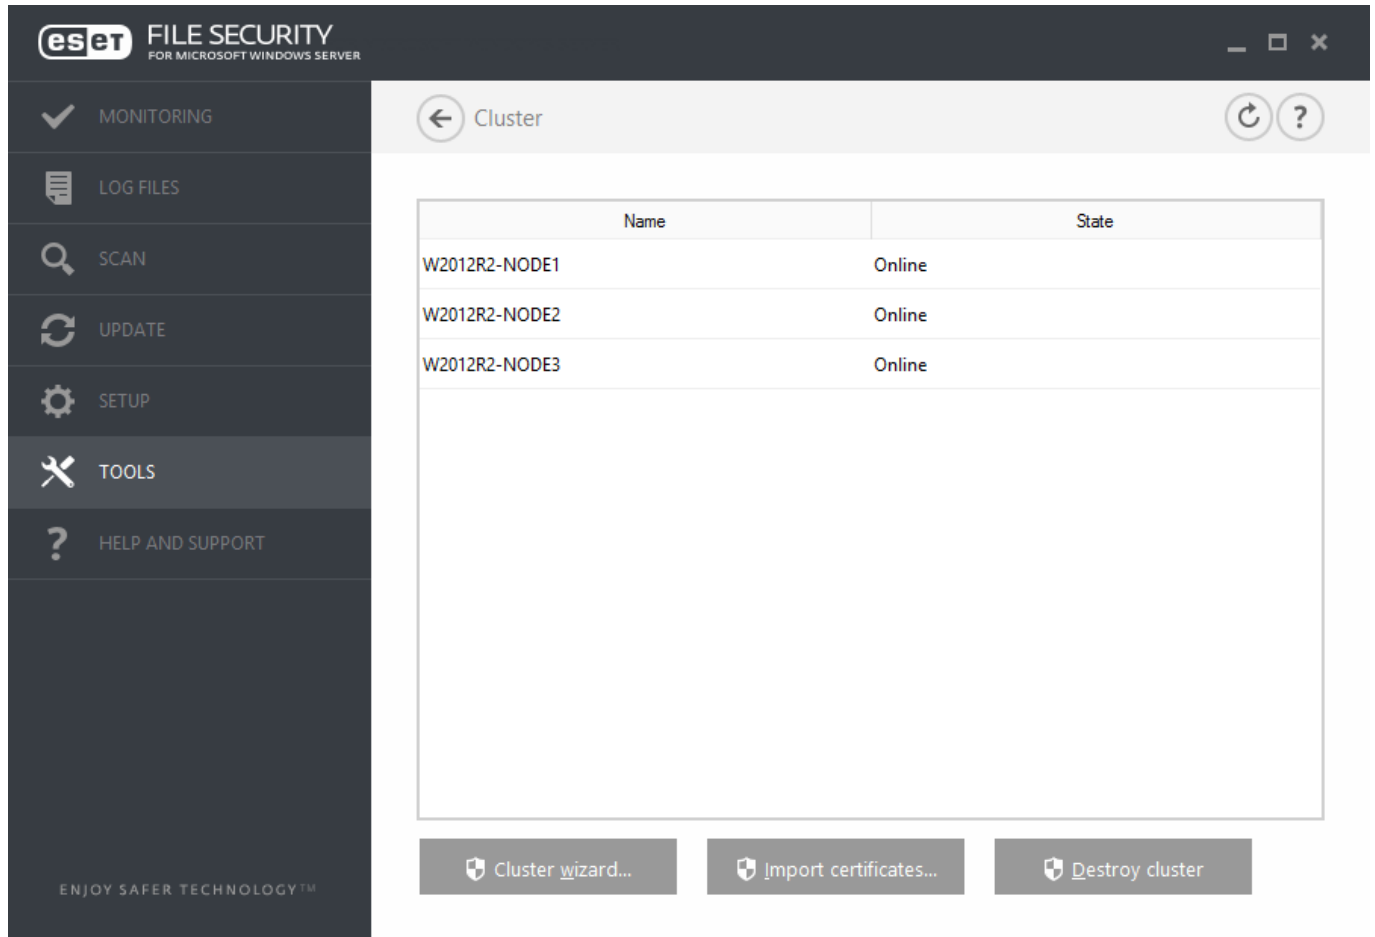 eset FILE SECURITY
FOR MICROSOFT WINDOWS SERVER
MONITORING
LOG FILES
SCAN
UPDATE
SETUP
TOOLS
HELP AND SUPPORT
ENJOY SAFER TECHNOLOGY™
Cluster
?
Name State
W2012R2-NODE1 Online
W2012R2-NODE2 Online
W2012R2-NODE3 Online
Cluster wizard... Import certificates... Destroy cluster